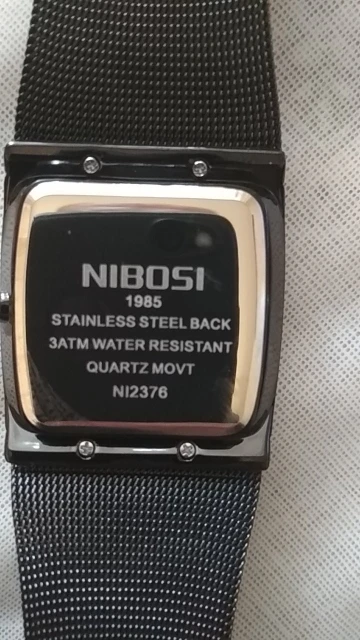 NIBOSI
1985
STAINLESS STEEL BACK
3ATM WATER RESISTANT
QUARTZ MOVT
NI2376